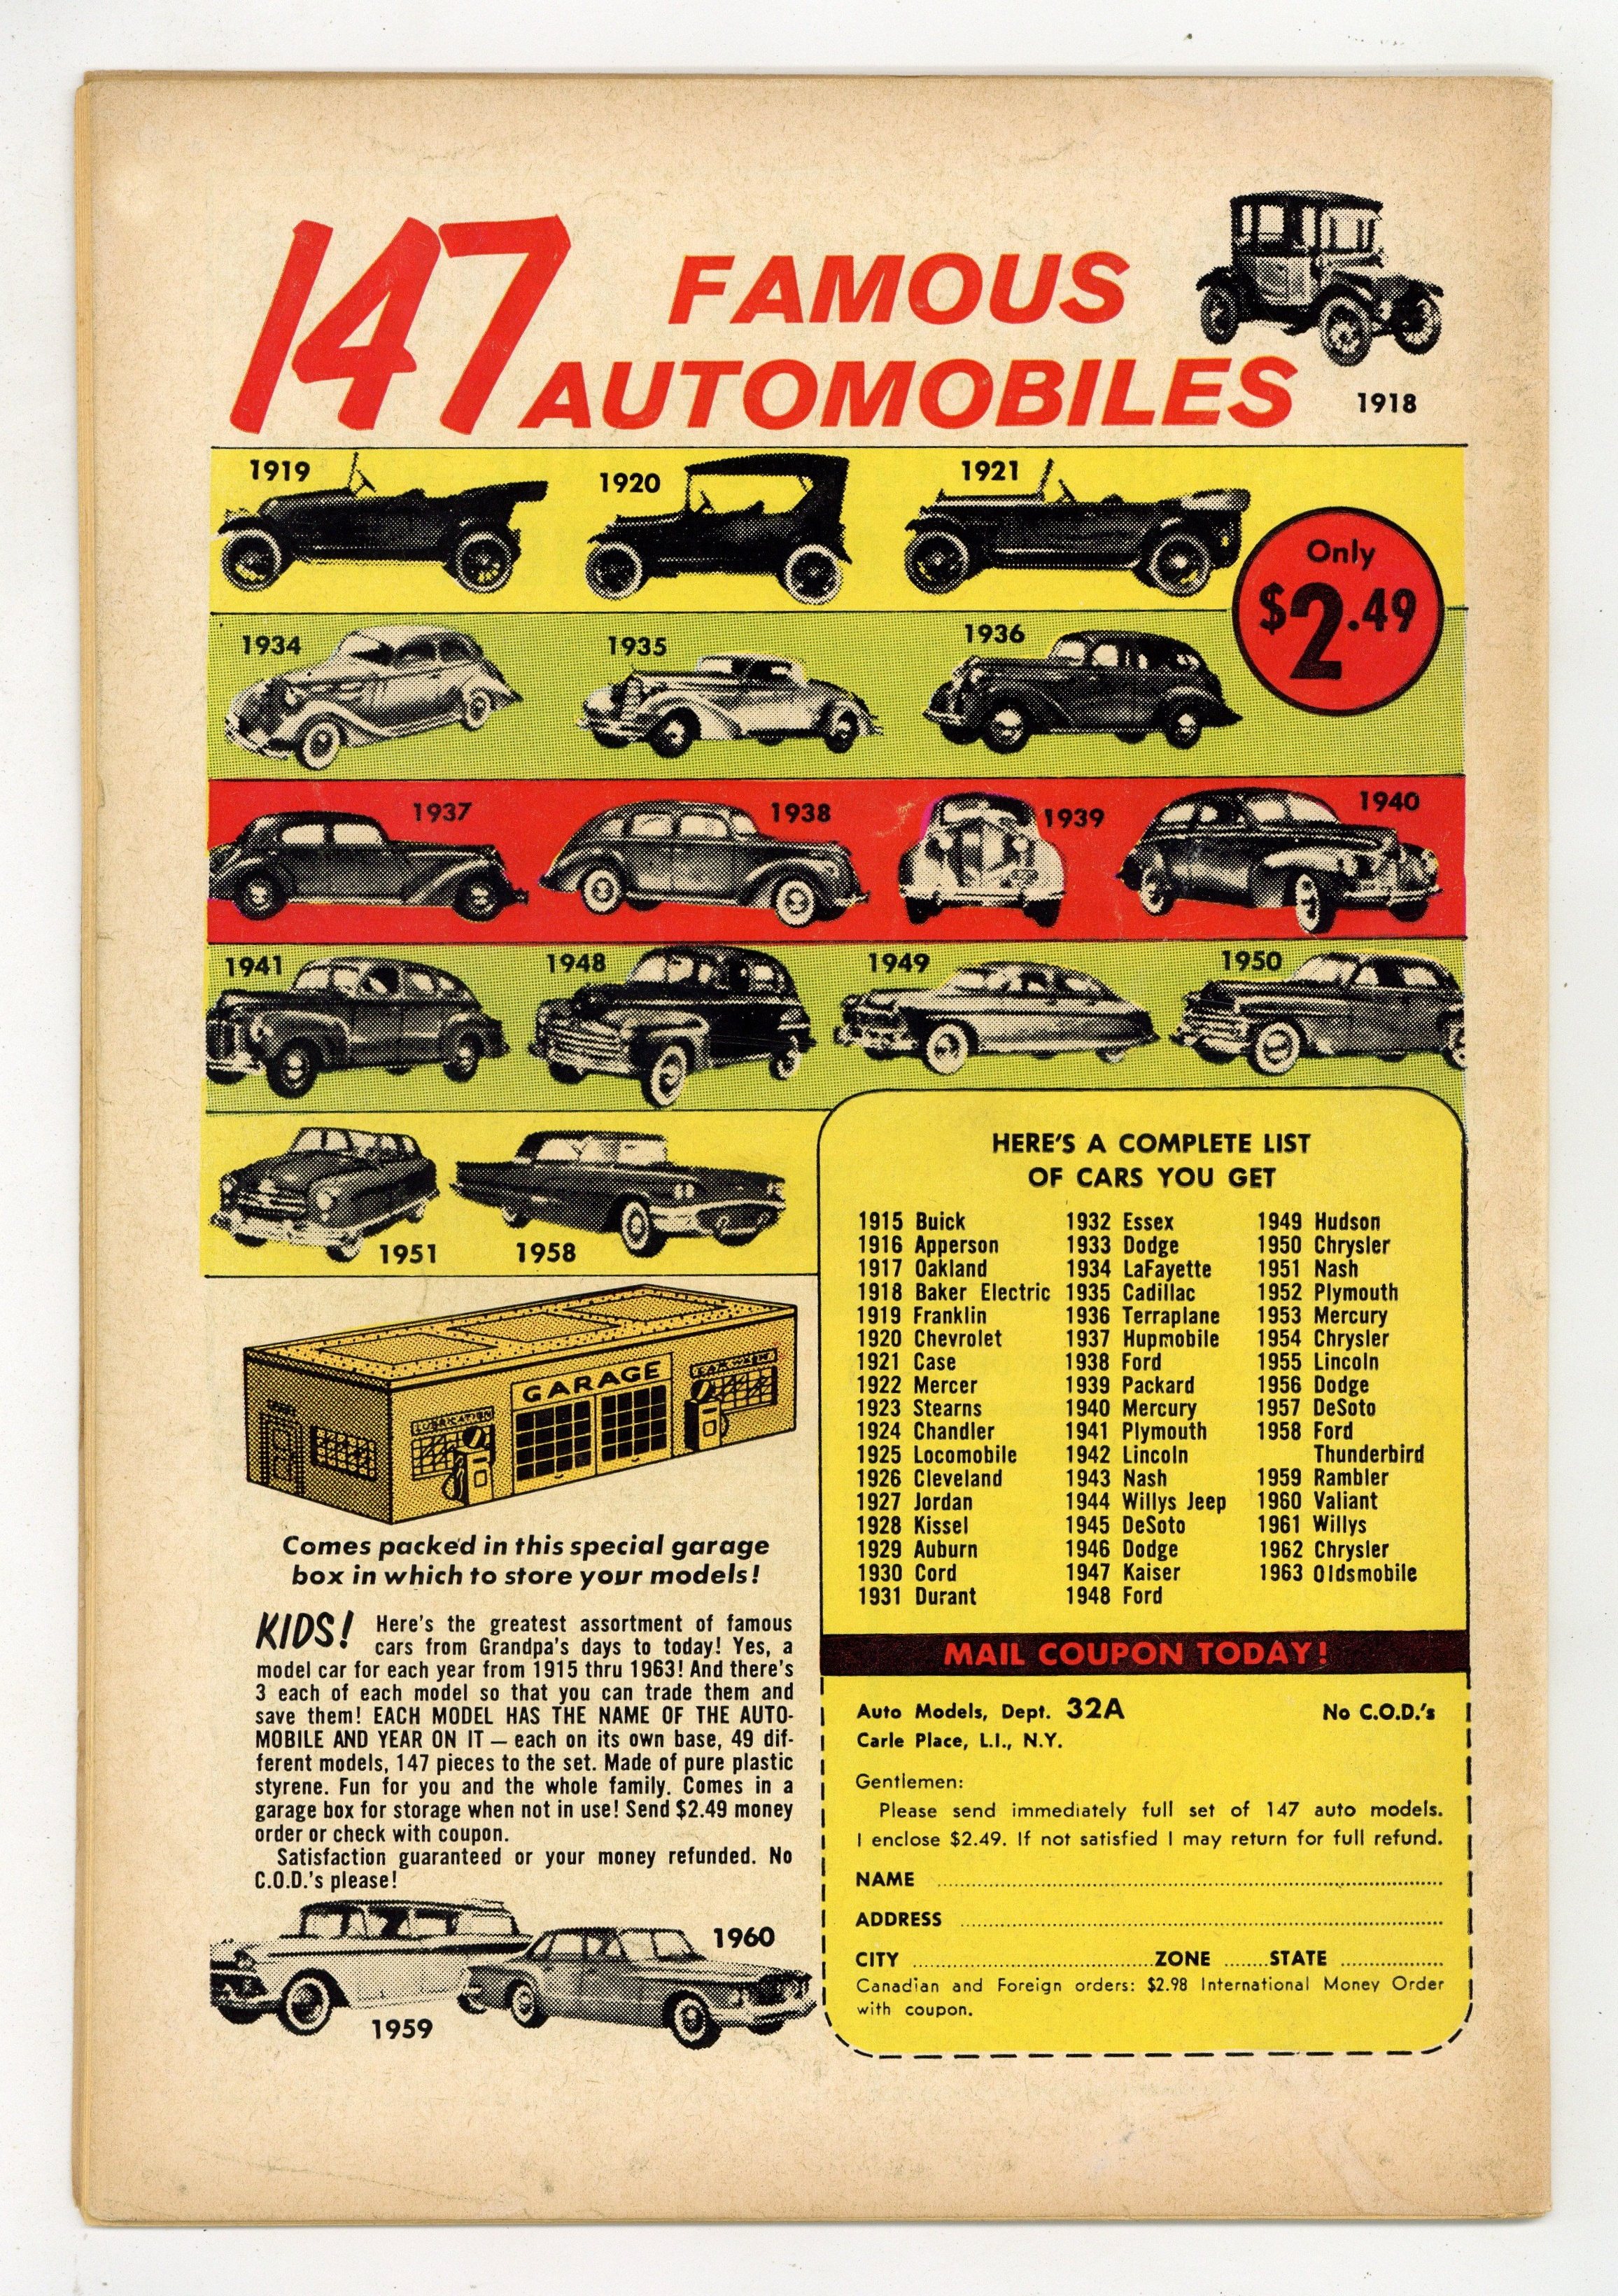 147 FAMOUS
AUTOMOBILES
1918
1919
1920
1921
Only
$2.49
1934
1935
1936
1937
1938
1939
1940
1941
1948
1949
1950
1951
1958
GARAGE
LUBRICATION
CAR WASH
Comes packed in this special garage
box in which to store your models!
KIDS! Here's the greatest assortment of famous
cars from Grandpa's days to today! Yes, a
model car for each year from 1915 thru 1963! And there's
3 each of each model so that you can trade them and
save them! EACH MODEL HAS THE NAME OF THE AUTO-
MOBILE AND YEAR ON IT — each on its own base, 49 dif-
ferent models, 147 pieces to the set. Made of pure plastic
styrene. Fun for you and the whole family. Comes in a
garage box for storage when not in use! Send $2.49 money
order or check with coupon.
Satisfaction guaranteed or your money refunded. No
C.O.D.'s please!
1959
1960
HERE'S A COMPLETE LIST
OF CARS YOU GET
1915 Buick
1916 Apperson
1917 Oakland
1918 Baker Electric
1919 Franklin
1920 Chevrolet
1921 Case
1922 Mercer
1923 Stearns
1924 Chandler
1925 Locomobile
1926 Cleveland
1927 Jordan
1928 Kissel
1929 Auburn
1930 Cord
1931 Durant
1932 Essex
1933 Dodge
1934 LaFayette
1935 Cadillac
1936 Terraplane
1937 Hupmobile
1938 Ford
1939 Packard
1940 Mercury
1941 Plymouth
1942 Lincoln
1943 Nash
1944 Willys Jeep
1945 DeSoto
1946 Dodge
1947 Kaiser
1948 Ford
1949 Hudson
1950 Chrysler
1951 Nash
1952 Plymouth
1953 Mercury
1954 Chrysler
1955 Lincoln
1956 Dodge
1957 DeSoto
1958 Ford
Thunderbird
1959 Rambler
1960 Valiant
1961 Willys
1962 Chrysler
1963 Oldsmobile
MAIL COUPON TODAY!
Auto Models, Dept. 32A No C.O.D.'s
Carle Place, L.I., N.Y.
Gentlemen:
Please send immediately full set of 147 auto models.
I enclose $2.49. If not satisfied I may return for full refund.
NAME
ADDRESS
CITY ZONE STATE
Canadian and Foreign orders: $2.98 International Money Order
with coupon.